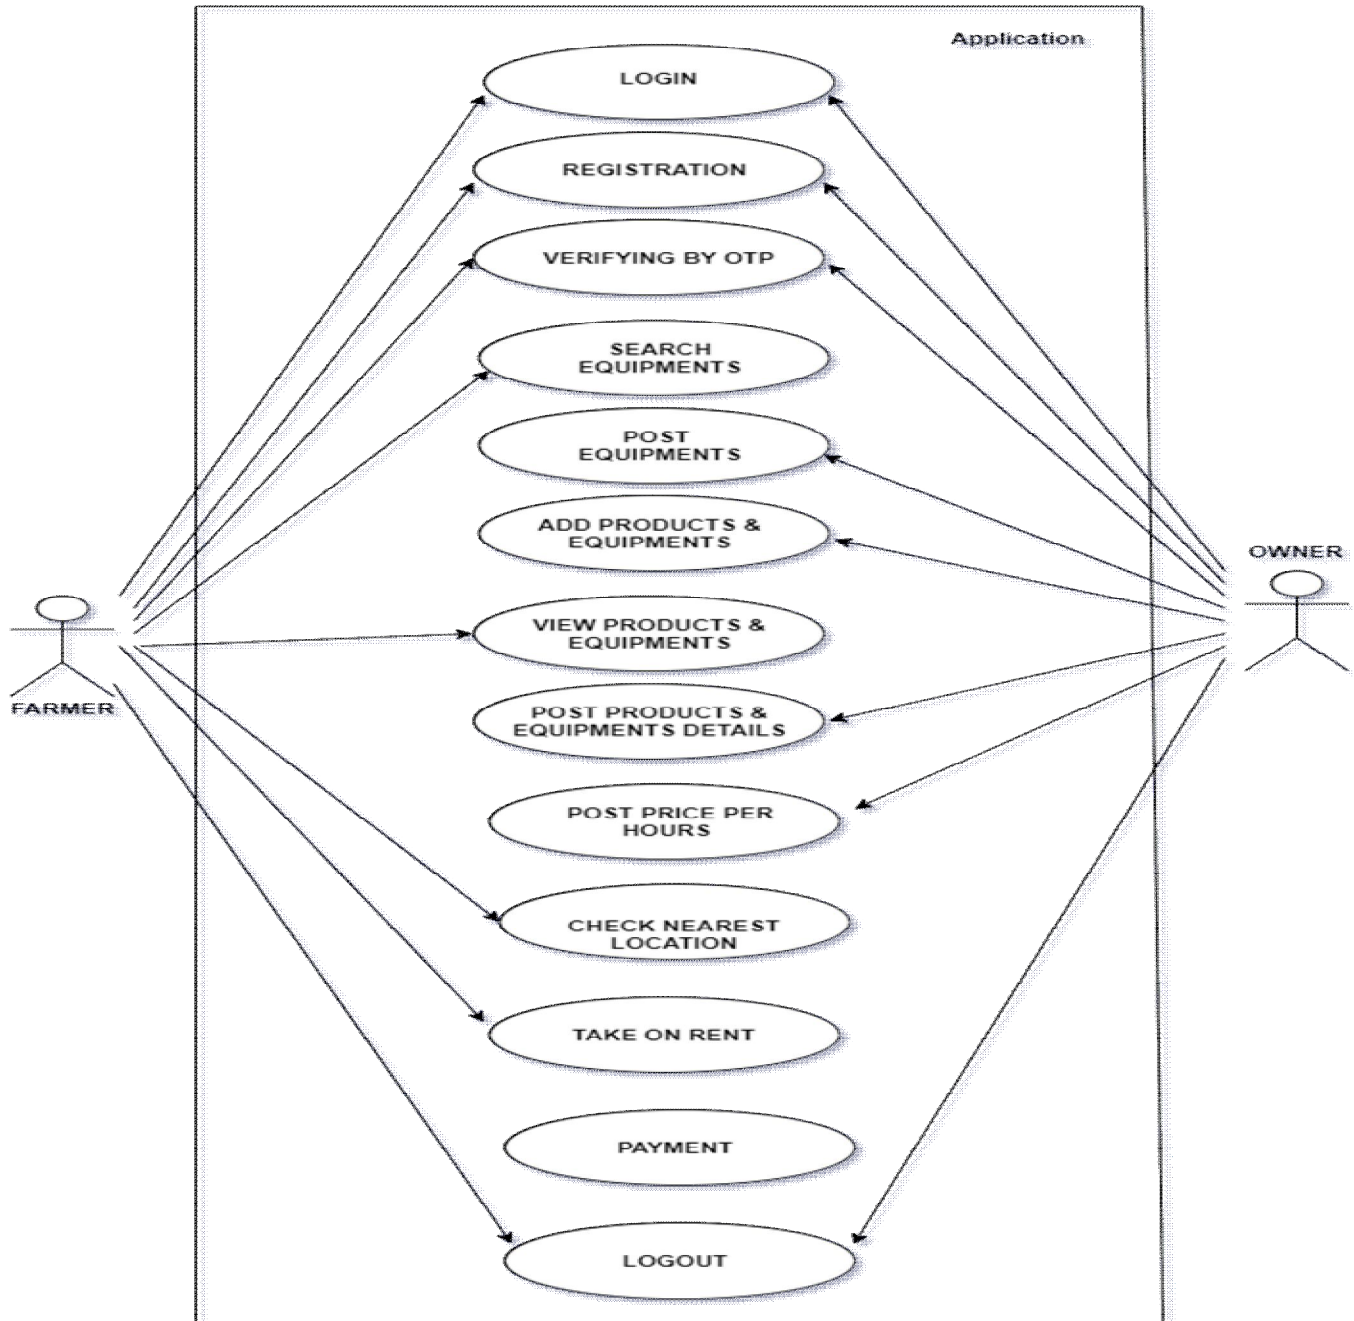 Application
LOGIN
REGISTRATION
VERIFYING BY OTP
SEARCH
EQUIPMENTS
POST
EQUIPMENTS
ADD PRODUCTS &
EQUIPMENTS
OWNER
VIEW PRODUCTS &
EQUIPMENTS
FARMER
POST PRODUCTS &
EQUIPMENTS DETAILS
POST PRICE PER
HOURS
CHECK NEAREST
LOCATION
TAKE ON RENT
PAYMENT
LOGOUT